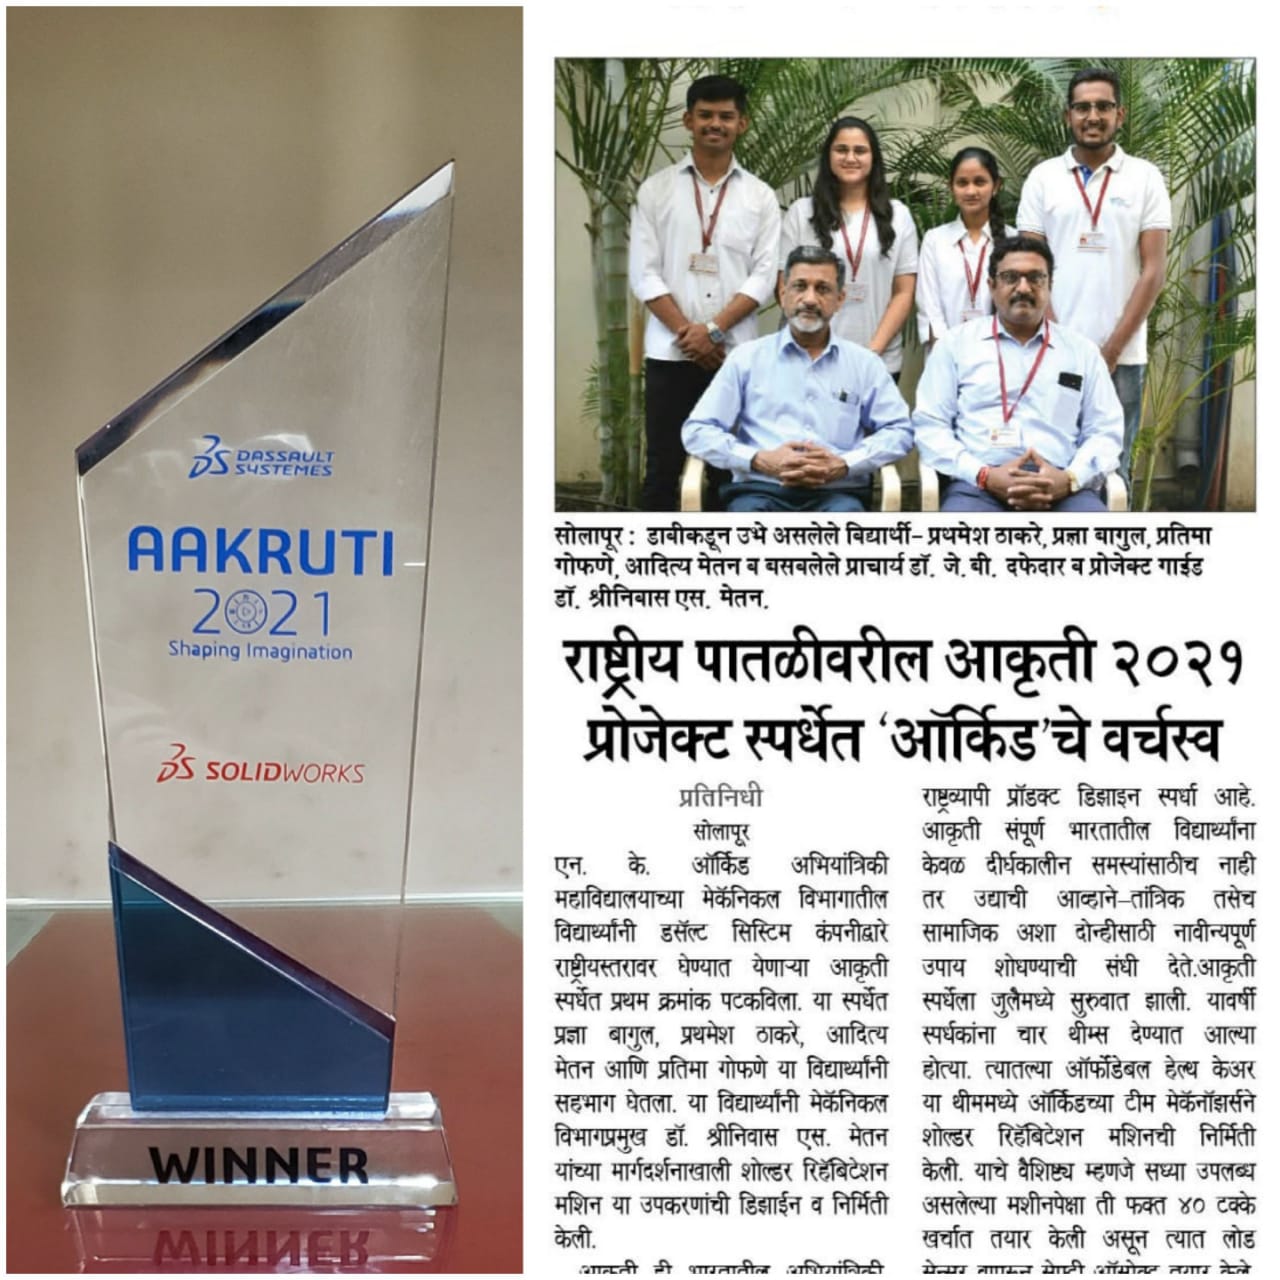 DASSAULT
SYSTEMES
AAKRUTI
2021
Shaping Imagination
SOLIDWORKS
WINNER
सोलापूर : डाबीकडून उभे असलेले बिद्यार्थी- प्रथमेश ठाकरे, प्रज्ञा बागुल, प्रतिमा
गोफणे, आदित्य मेतन व बसबलेले प्राचार्य डॉ. जे. बी. दफेदार व प्रोजेक्ट गाईड
डॉ. श्रीनिबास एस. मेतन.
राष्ट्रीय पातळीवरील आकृती २०२१
प्रोजेक्ट स्पर्धेत ‘ऑर्किड’चे वर्चस्व
प्रतिनिधी
सोलापूर
एन. के. ऑर्किड अभियांत्रिकी
महाविद्यालयाच्या मेकॅनिकल विभागातील
विद्यार्थ्यांनी डसॅल्ट सिस्टिम कंपनीद्वारे
राष्ट्रीयस्तरावर घेण्यात येणाऱ्या आकृती
स्पर्धेत प्रथम क्रमांक पटकविला. या स्पर्धेत
प्रज्ञा बागुल, प्रथमेश ठाकरे, आदित्य
मेतन आणि प्रतिमा गोफणे या विद्यार्थ्यांनी
सहभाग घेतला. या विद्यार्थ्यांनी मेकॅनिकल
विभागप्रमुख डॉ. श्रीनिवास एस. मेतन
यांच्या मार्गदर्शनाखाली शोल्डर रिहॅबिटेशन
मशिन या उपकरणांची डिझाईन व निर्मिती
केली.
आकृती ही भारतातील अभियांत्रिकी
राष्ट्रव्यापी प्रॉडक्ट डिझाइन स्पर्धा आहे.
आकृती संपूर्ण भारतातील विद्यार्थ्यांना
केवळ दीर्घकालीन समस्यांसाठीच नाही
तर उद्याची आव्हाने–तांत्रिक तसेच
सामाजिक अशा दोन्हीसाठी नावीन्यपूर्ण
उपाय शोधण्याची संधी देते.आकृती
स्पर्धेला जुलैमध्ये सुरुवात झाली. यावर्षी
स्पर्धकांना चार थीम्स देण्यात आल्या
होत्या. त्यातल्या ऑर्फोडेबल हेल्थ केअर
या थीममध्ये ऑर्किडच्या टीम मेकॅनॉझर्सने
शोल्डर रिहॅबिटेशन मशिनची निर्मिती
केली. याचे वैशिष्ट्य म्हणजे सध्या उपलब्ध
असलेल्या मशीनपेक्षा ती फक्त ४० टक्के
खर्चात तयार केली असून त्यात लोड